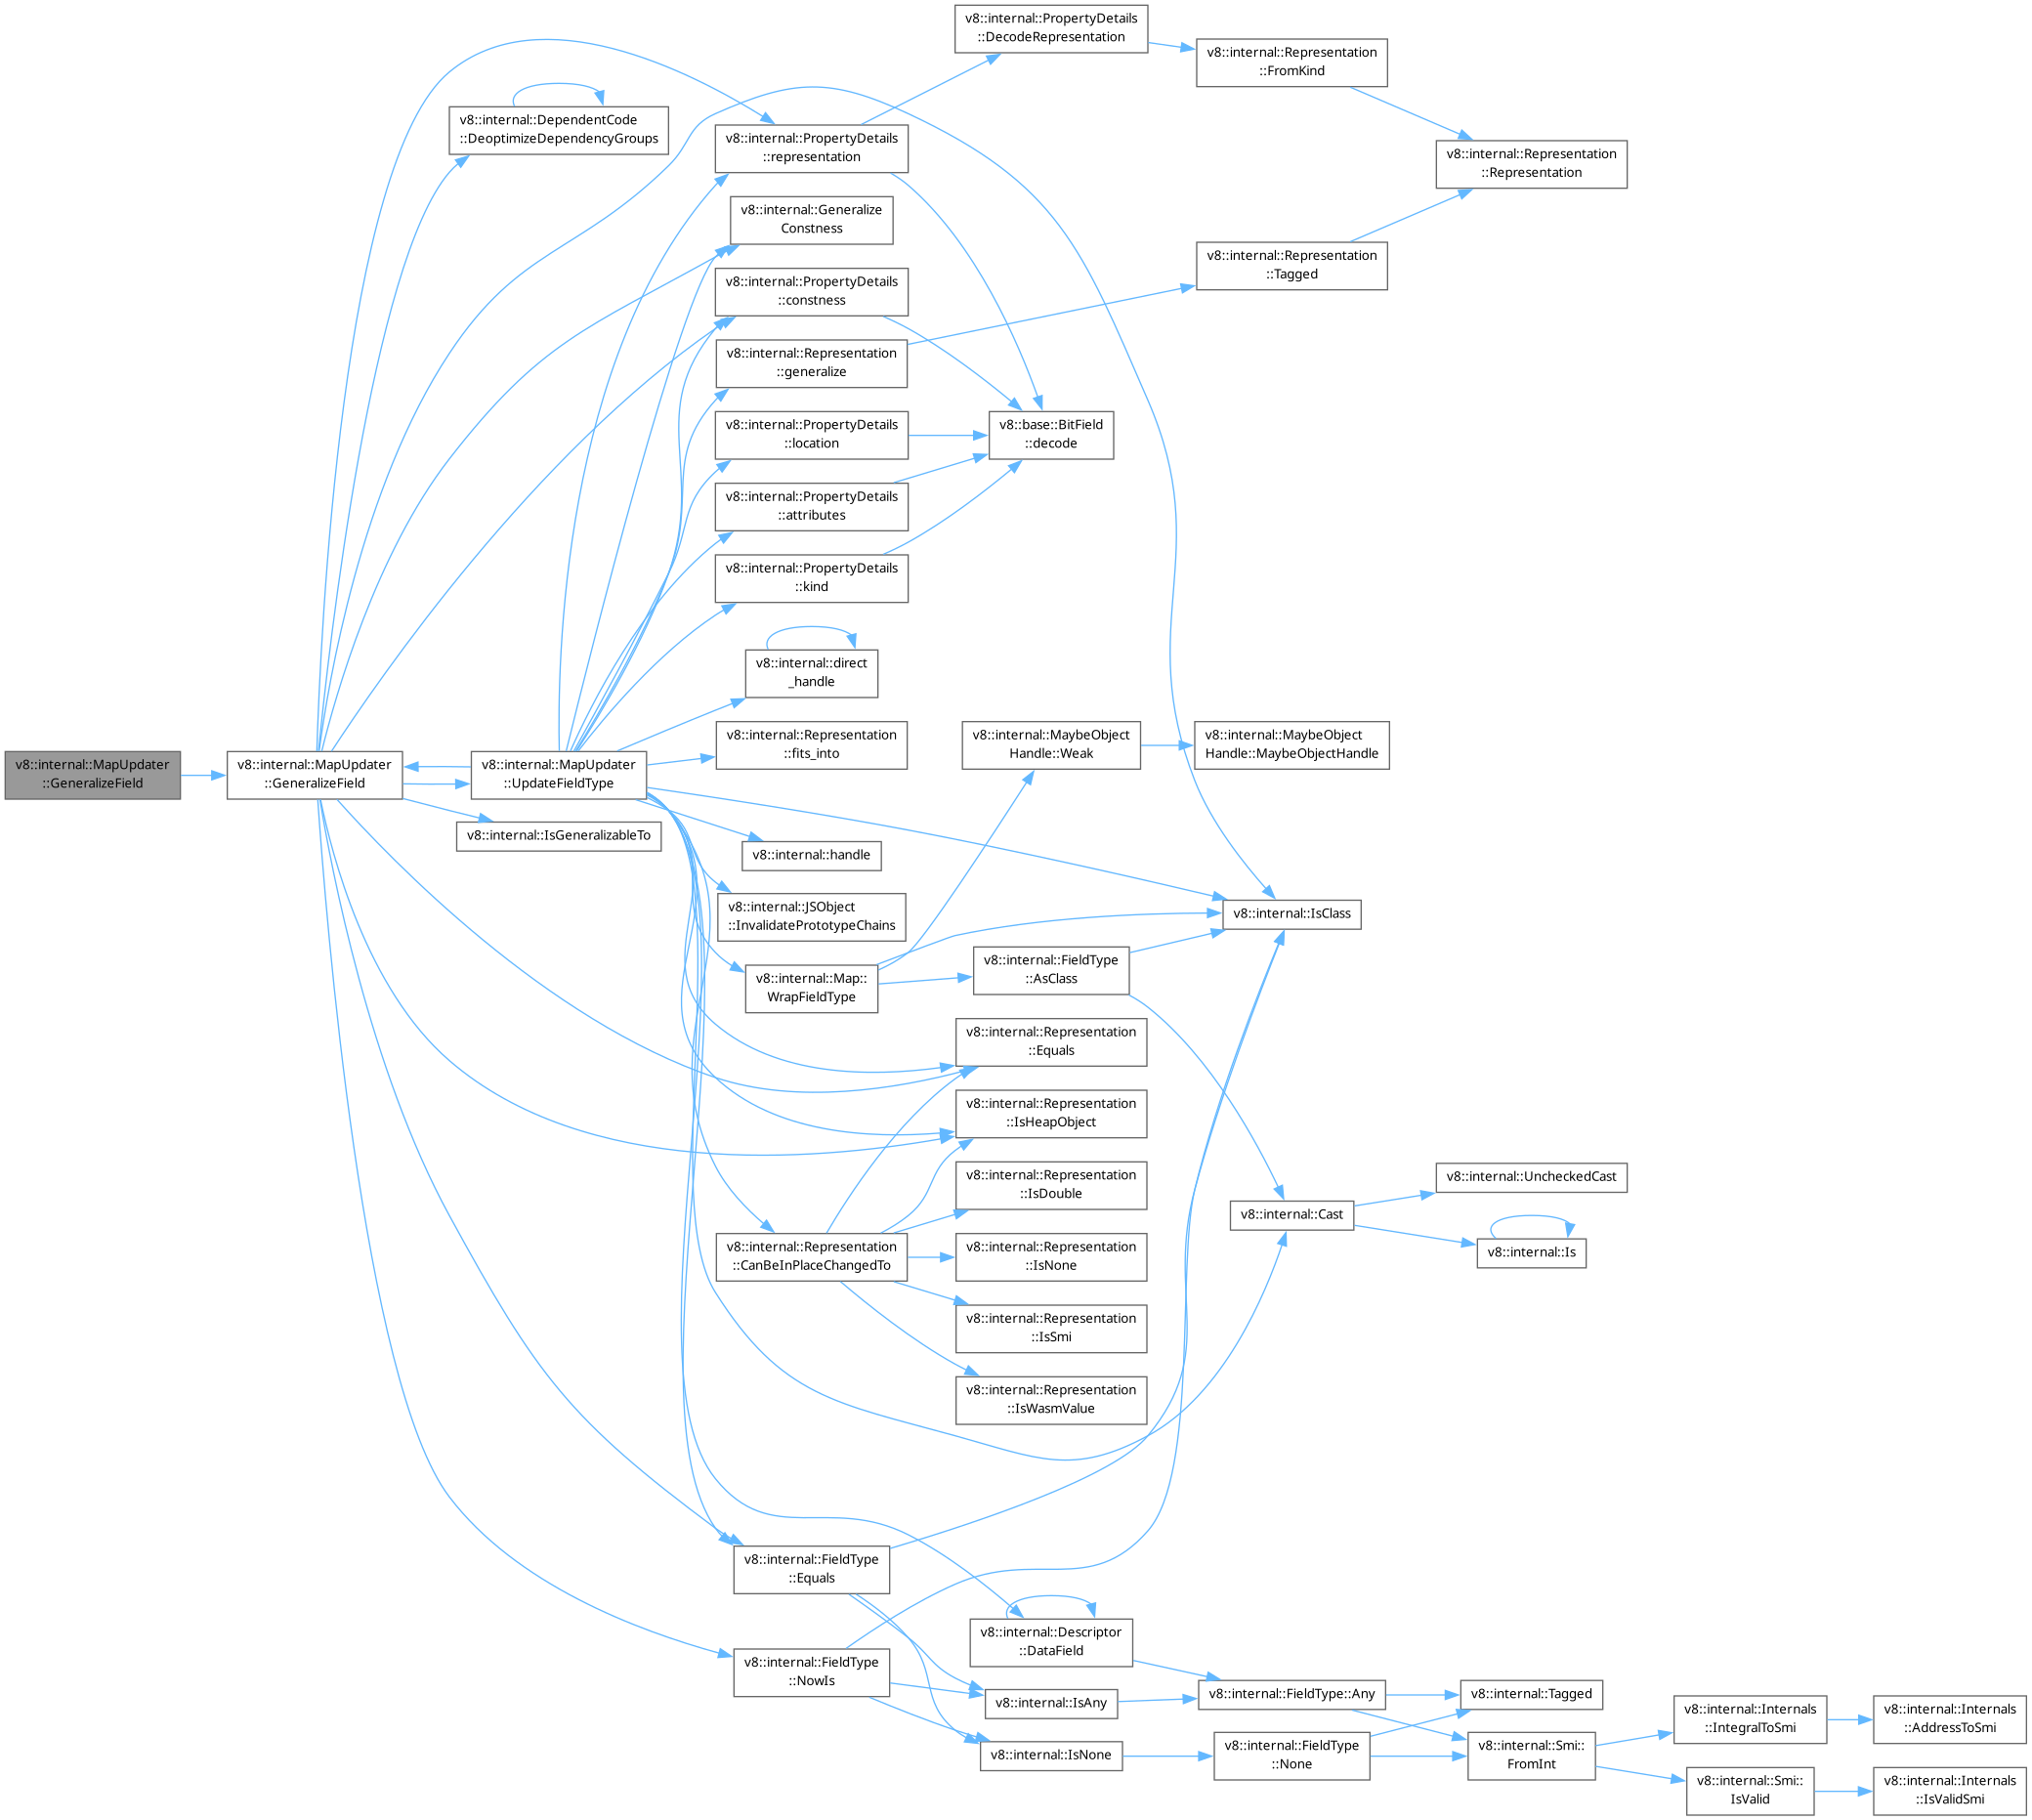 v8::internal::MapUpdater
::GeneralizeField
v8::internal::MapUpdater
::GeneralizeField
v8::internal::DependentCode
::DeoptimizeDependencyGroups
v8::internal::MapUpdater
::UpdateFieldType
v8::internal::IsGeneralizableTo
v8::internal::PropertyDetails
::representation
v8::internal::Generalize
Constness
v8::internal::PropertyDetails
::constness
v8::internal::Representation
::generalize
v8::internal::PropertyDetails
::location
v8::internal::PropertyDetails
::attributes
v8::internal::PropertyDetails
::kind
v8::internal::direct
_handle
v8::internal::Representation
::fits_into
v8::internal::handle
v8::internal::JSObject
::InvalidatePrototypeChains
v8::internal::Map::
WrapFieldType
v8::internal::Representation
::CanBeInPlaceChangedTo
v8::internal::FieldType
::Equals
v8::internal::FieldType
::NowIs
v8::internal::PropertyDetails
::DecodeRepresentation
v8::base::BitField
::decode
v8::internal::MaybeObject
Handle::Weak
v8::internal::FieldType
::AsClass
v8::internal::Representation
::Equals
v8::internal::Representation
::IsHeapObject
v8::internal::Representation
::IsDouble
v8::internal::Representation
::IsNone
v8::internal::Representation
::IsSmi
v8::internal::Representation
::IsWasmValue
v8::internal::Descriptor
::DataField
v8::internal::IsAny
v8::internal::IsNone
v8::internal::Representation
::FromKind
v8::internal::Representation
::Tagged
v8::internal::MaybeObject
Handle::MaybeObjectHandle
v8::internal::IsClass
v8::internal::Cast
v8::internal::FieldType::Any
v8::internal::FieldType
::None
v8::internal::Representation
::Representation
v8::internal::UncheckedCast
v8::internal::Is
v8::internal::Tagged
v8::internal::Smi::
FromInt
v8::internal::Internals
::IntegralToSmi
v8::internal::Smi::
IsValid
v8::internal::Internals
::AddressToSmi
v8::internal::Internals
::IsValidSmi